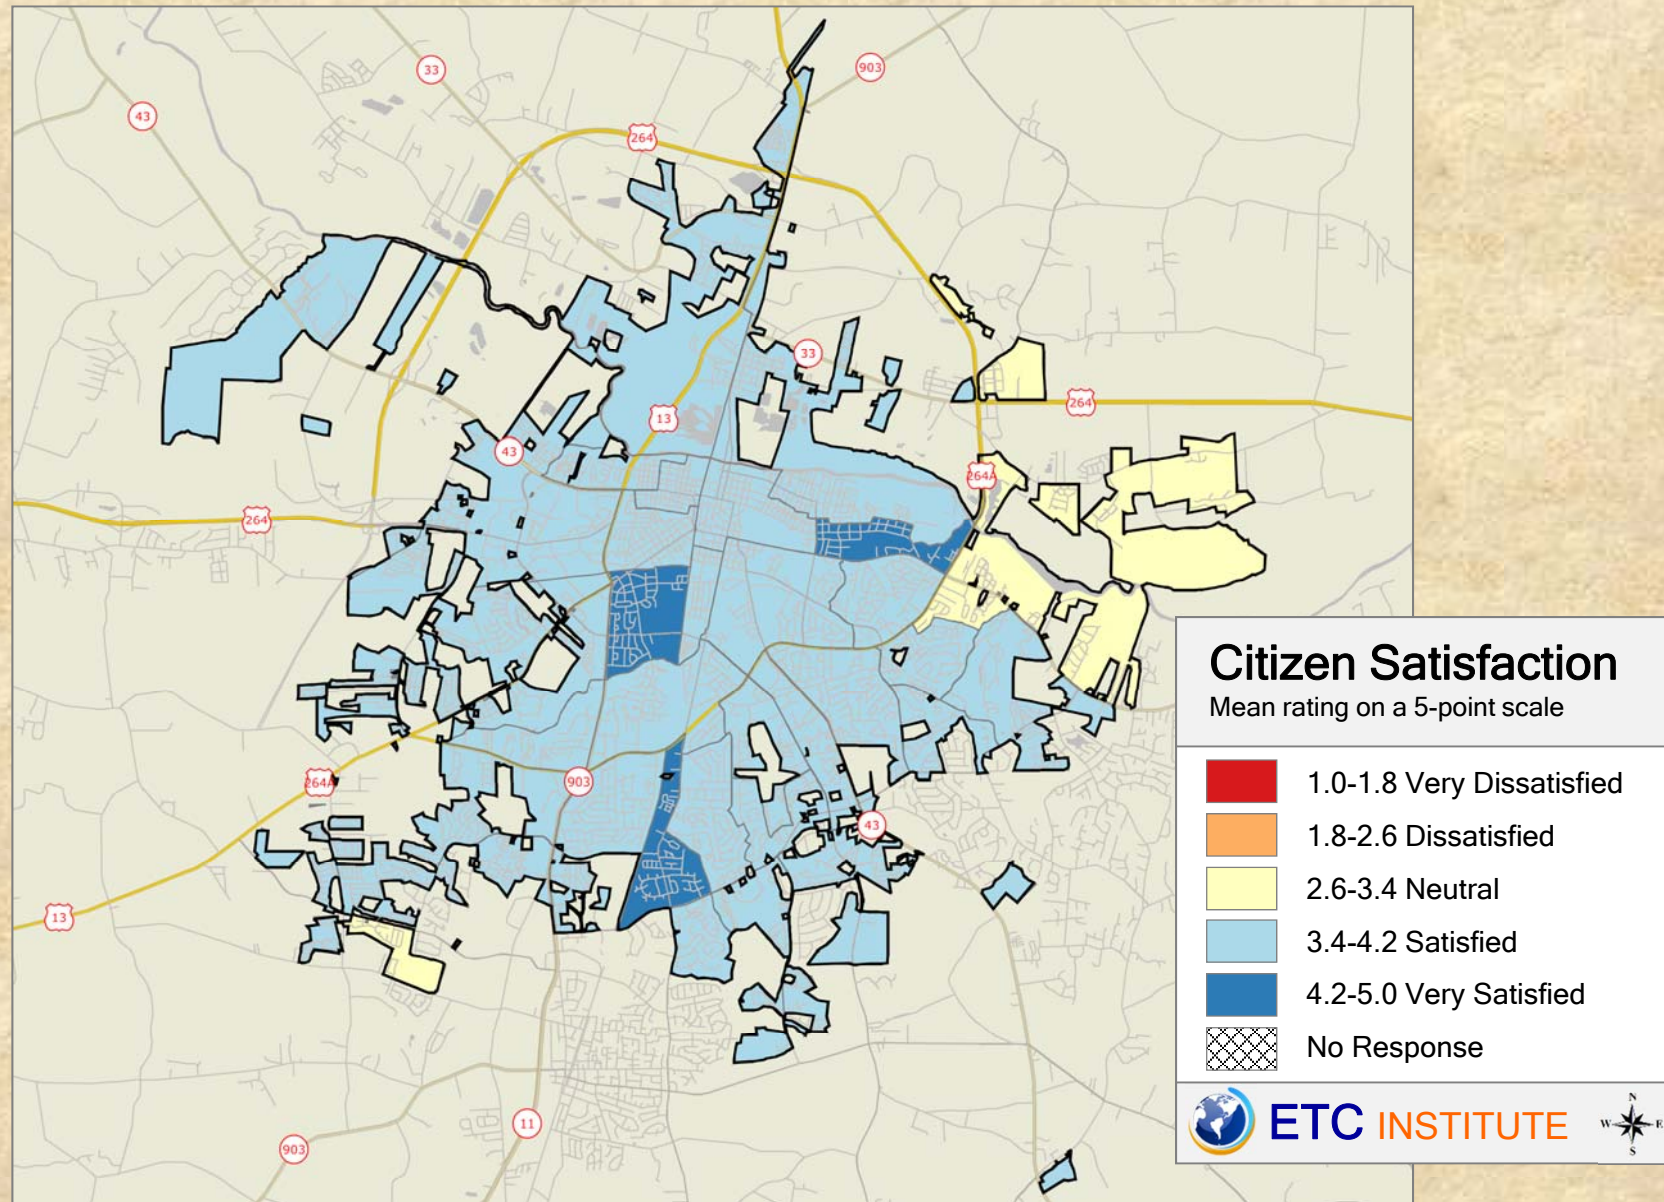 903
33
43
264
33
264
13
43
264A
264
264A
903
43
13
11
903
Citizen Satisfaction
Mean rating on a 5-point scale
1.0-1.8 Very Dissatisfied
1.8-2.6 Dissatisfied
2.6-3.4 Neutral
3.4-4.2 Satisfied
4.2-5.0 Very Satisfied
No Response
ETC INSTITUTE
N
W E
S